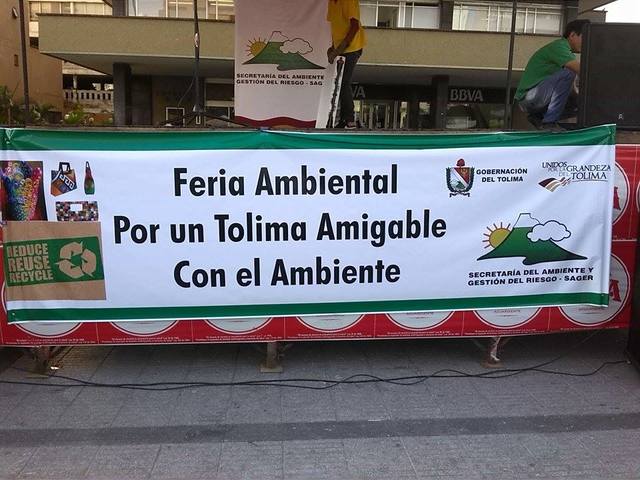 SECRETARÍA DEL AMBIENTE
GESTIÓN DEL RIESGO - SAG
BBVA
Feria Ambiental
Por un Tolima Amigable
Con el Ambiente
GOBERNACIÓN
DEL TOLIMA
UNIDOS
POR LA GRANDEZA
DEL TOLIMA
REDUCE
REUSE
RECYCLE
SECRETARÍA DEL AMBIENTE Y
GESTIÓN DEL RIESGO - SAGER